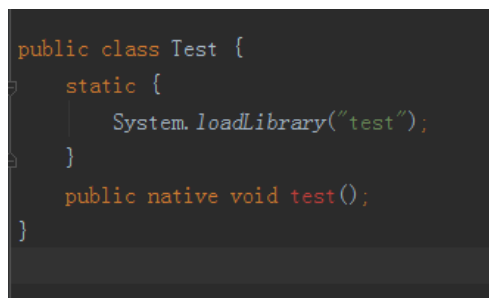 public class Test {
static {
System.loadLibrary("test");
}
public native void test();
}